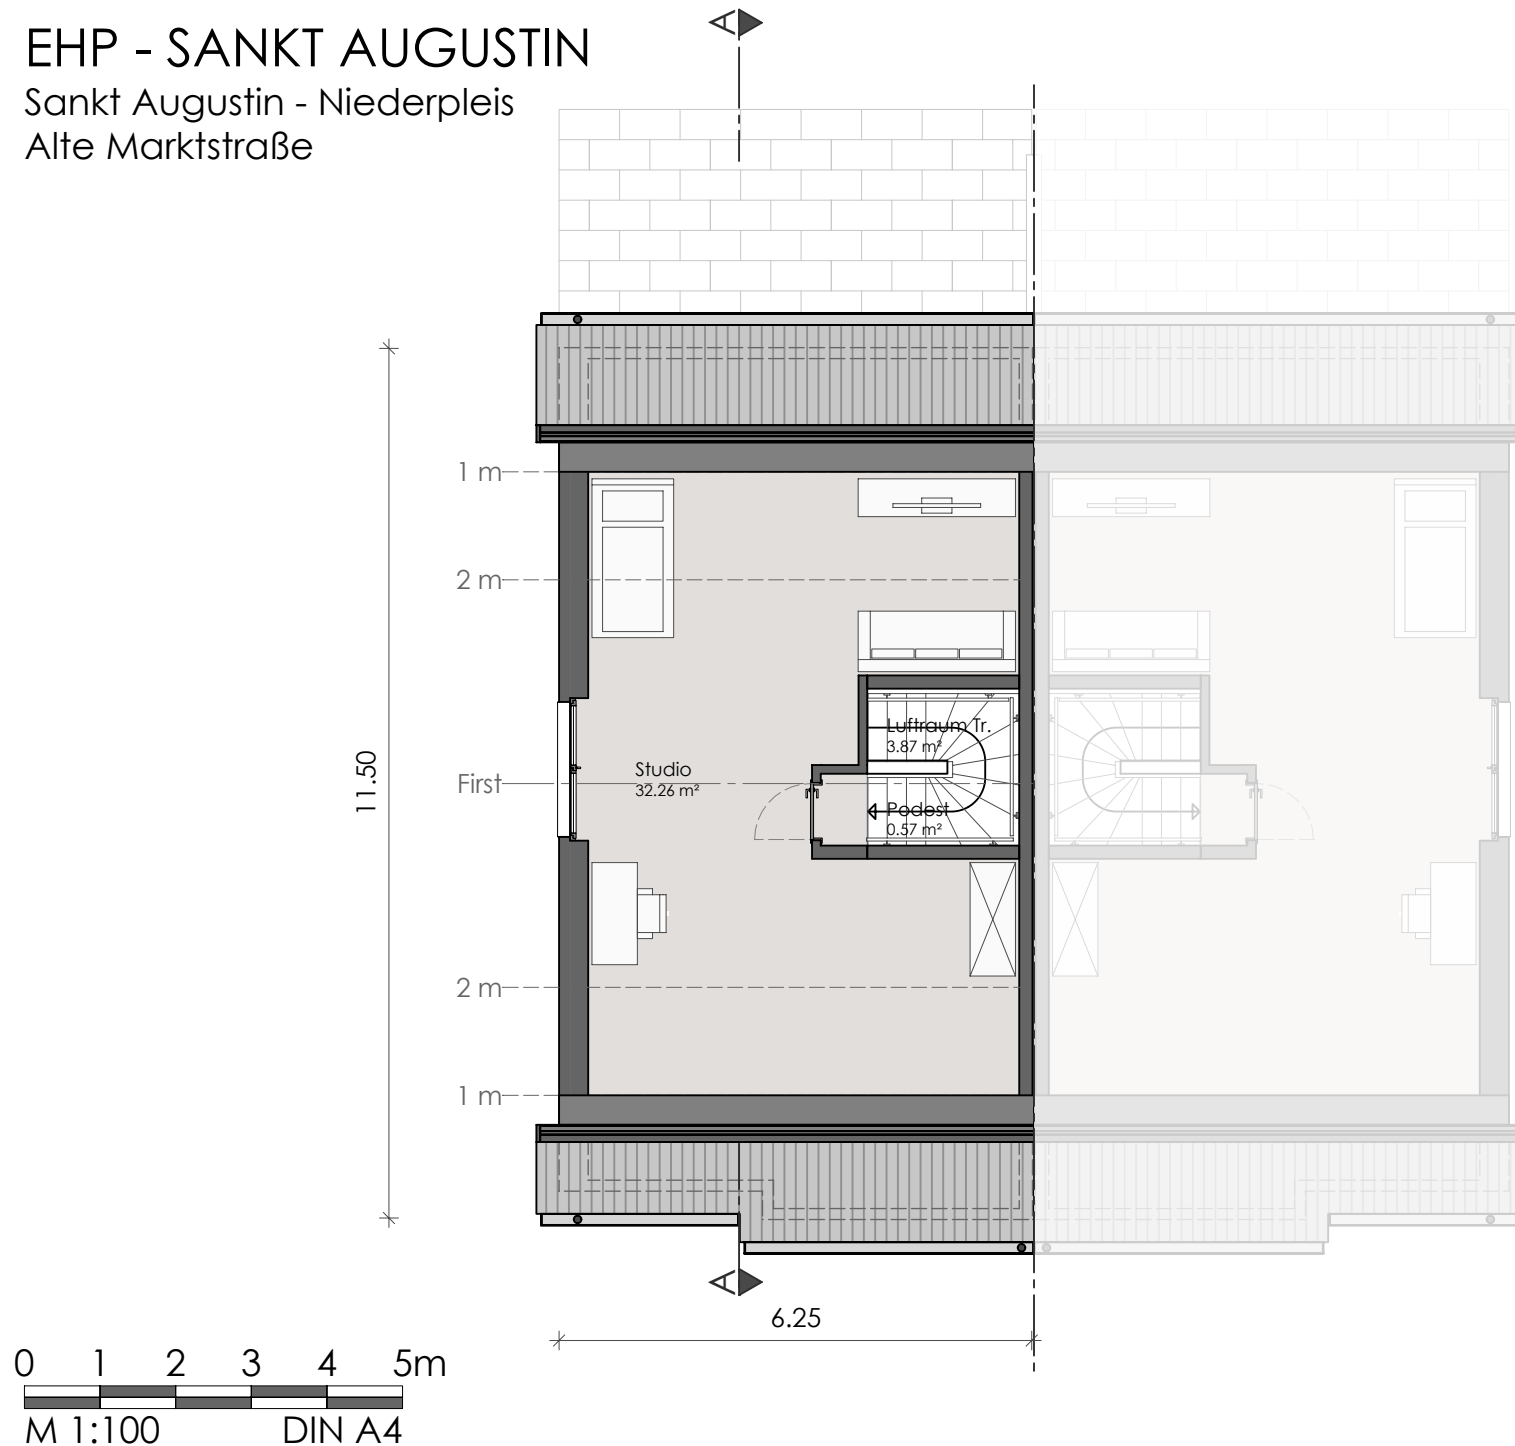 EHP - SANKT AUGUSTIN
Sankt Augustin - Niederpleis
Alte Marktstraße
A
1 m
2 m
Luftraum Tr.
3.87 m²
Studio
32.26 m²
First
11.50
Podest
0.57 m²
2 m
1 m
A
6.25
0 1 2 3 4 5m
M 1:100 DIN A4